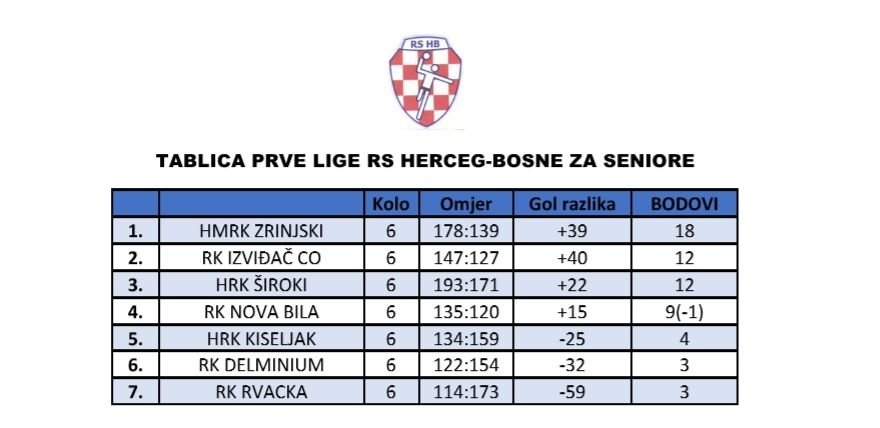 RS HB
TABLICA PRVE LIGE RS HERCEG-BOSNE ZA SENIORE
Kolo Omjer Gol razlika BODOVI
1. HMRK ZRINJSKI 6 178:139 +39 18
2. RK IZVIĐAČ CO 6 147:127 +40 12
3. HRK ŠIROKI 6 193:171 +22 12
4. RK NOVA BILA 6 135:120 +15 9(-1)
5. HRK KISELJAK 6 134:159 -25 4
6. RK DELMINIUM 6 122:154 -32 3
7. RK RVACKA 6 114:173 -59 3